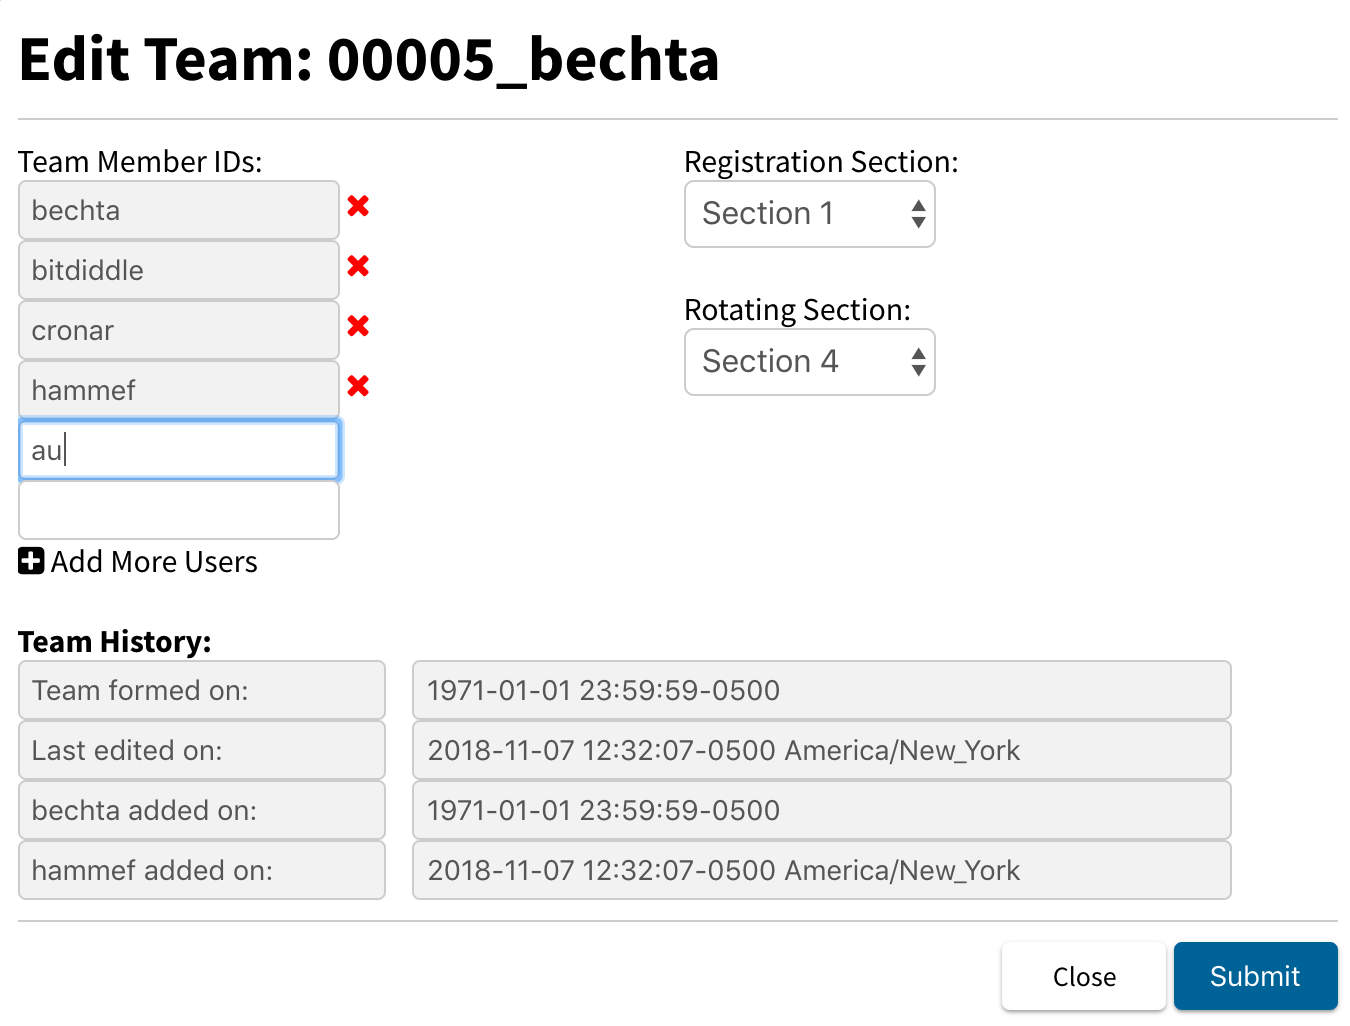 Edit Team: 00005_bechta
Team Member IDs:
bechta
bitdiddle
cronar
hammef
au
Add More Users
Registration Section:
Section 1
Rotating Section:
Section 4
Team History:
Team formed on: 1971-01-01 23:59:59-0500
Last edited on: 2018-11-07 12:32:07-0500 America/New_York
bechta added on: 1971-01-01 23:59:59-0500
hammef added on: 2018-11-07 12:32:07-0500 America/New_York
Close Submit